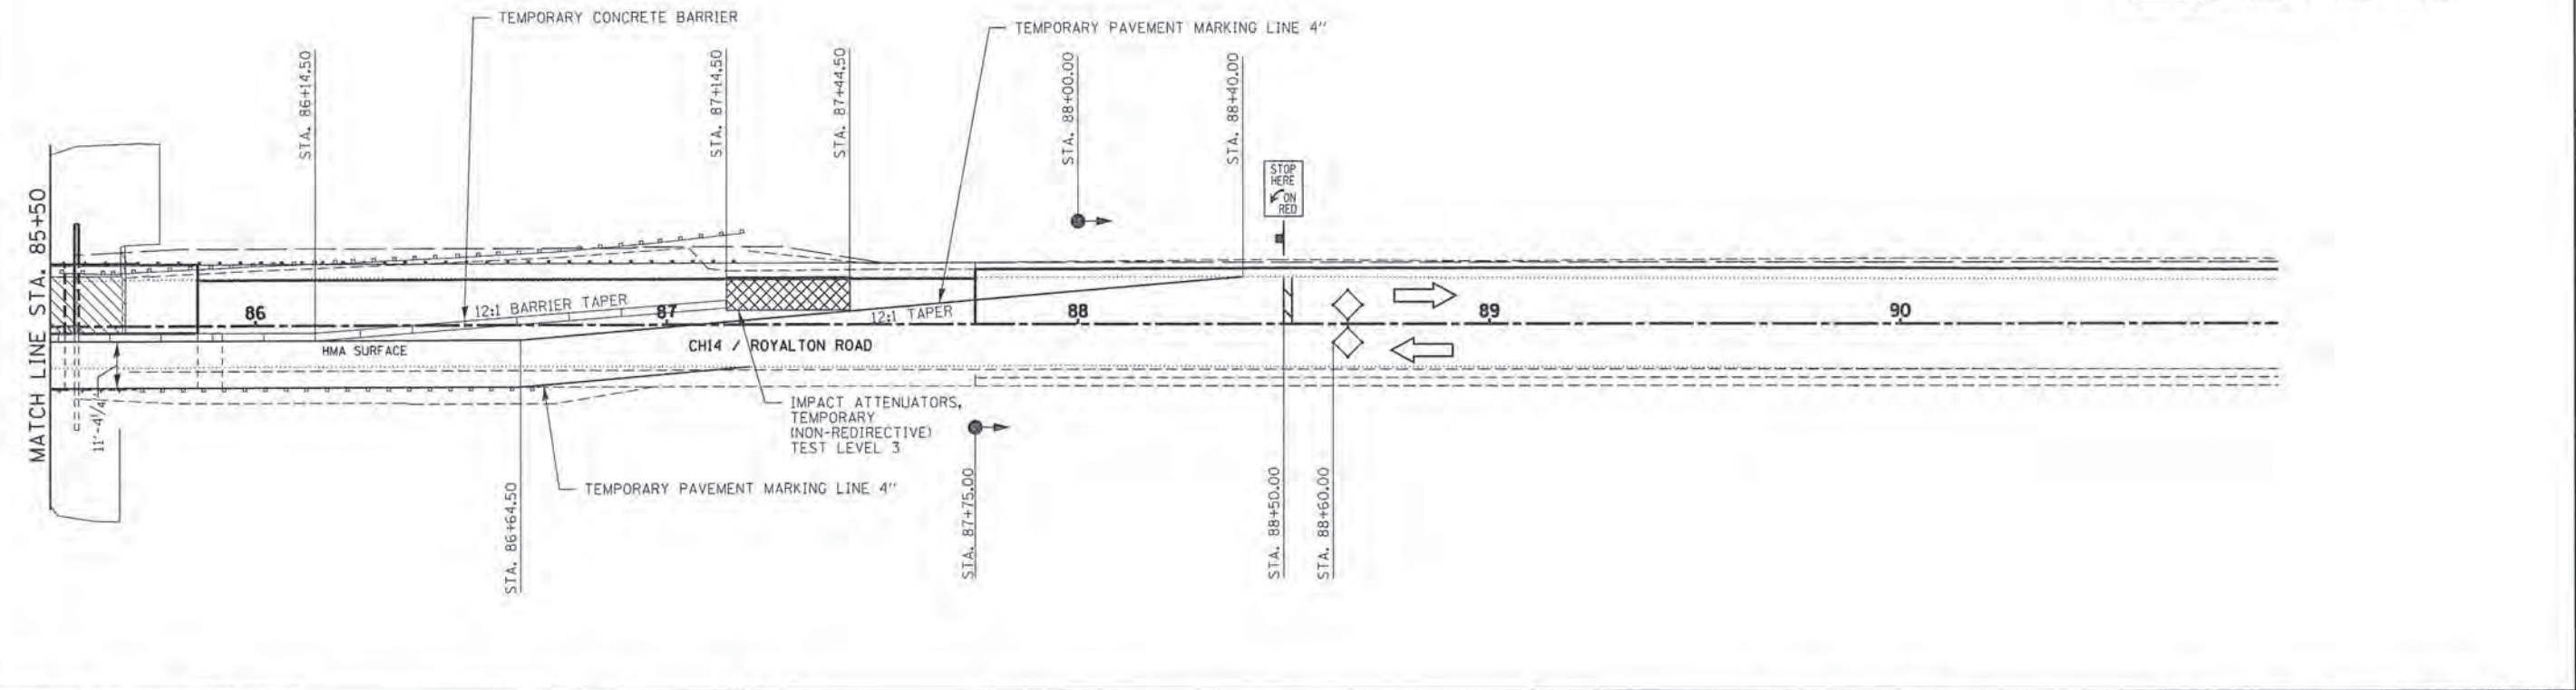 TEMPORARY CONCRETE BARRIER
TEMPORARY PAVEMENT MARKING LINE 4"
STA. 86+14.50
STA. 87+14.50
STA. 87+44.50
STA. 88+00.00
STA. 88+40.00
STOP
HERE
ON
RED
MATCH LINE STA. 85+50
86
12:1 BARRIER TAPER
87
12:1 TAPER
88
89
90
HMA SURFACE
CH14 / ROYALTON ROAD
11'-4 1/4"
IMPACT ATTENUATORS,
TEMPORARY
(NON-REDIRECTIVE)
TEST LEVEL 3
TEMPORARY PAVEMENT MARKING LINE 4"
STA. 86+64.50
STA. 87+75.00
STA. 88+50.00
STA. 88+60.00